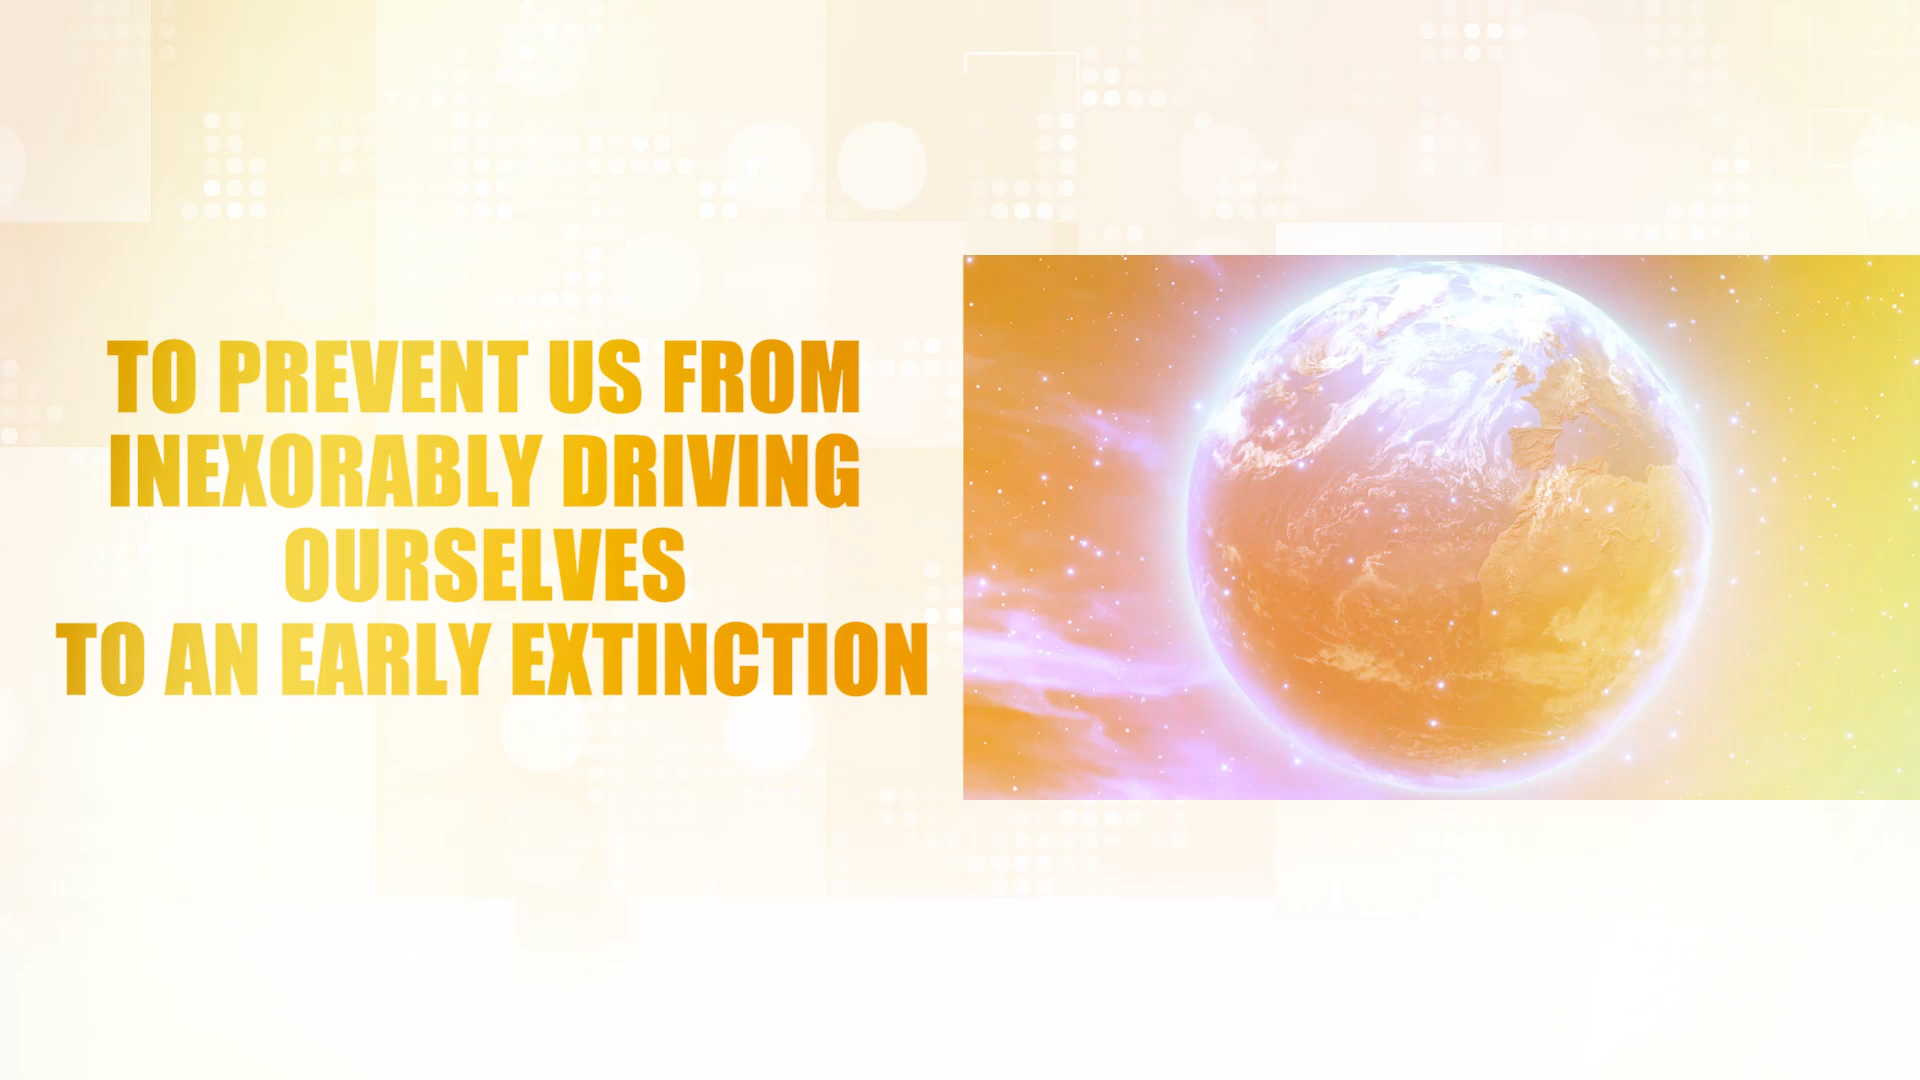 TO PREVENT US FROM
INEXORABLY DRIVING
OURSELVES
TO AN EARLY EXTINCTION